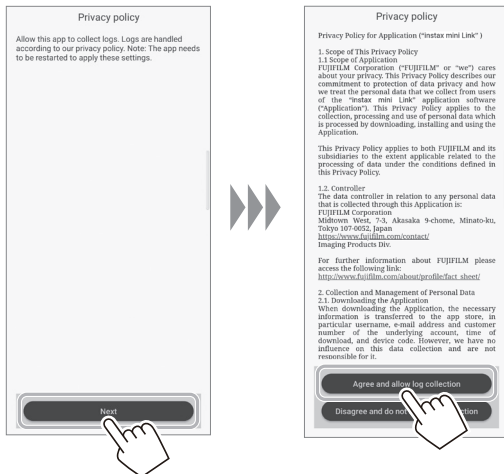 Privacy policy
Allow this app to collect logs. Logs are handled
according to our privacy policy. Note: The app needs
to be restarted to apply these settings.
Next
Privacy policy
Privacy Policy for Application ("instax mini Link" )
1. Scope of This Privacy Policy
1.1 Scope of Application
FUJIFILM Corporation ("FUJIFILM" or "we") cares
about your privacy. This Privacy Policy describes our
commitment to protection of data privacy and how
we treat the personal data that we collect from users
of the "instax mini Link" application software
("Application"). This Privacy Policy applies to the
collection, processing and use of personal data which
is processed by downloading, installing and using the
Application.
This Privacy Policy applies to both FUJIFILM and its
subsidiaries to the extent applicable related to the
processing of data under the conditions defined in
this Privacy Policy.
1.2. Controller
The data controller in relation to any personal data
that is collected through this Application is:
FUJIFILM Corporation
Midtown West, 7-3, Akasaka 9-chome, Minato-ku,
Tokyo 107-0052, Japan
https://www.fujifilm.com/contact/
Imaging Products Div.
For further information about FUJIFILM please
access the following link:
http://www.fujifilm.com/about/profile/fact_sheet/
2. Collection and Management of Personal Data
2.1. Downloading the Application
When downloading the Application, the necessary
information is transferred to the app store, in
particular username, e-mail address and customer
number of the underlying account, time of
download, and device code. However, we have no
influence on this data collection and are not
responsible for it.
Agree and allow log collection
Disagree and do not